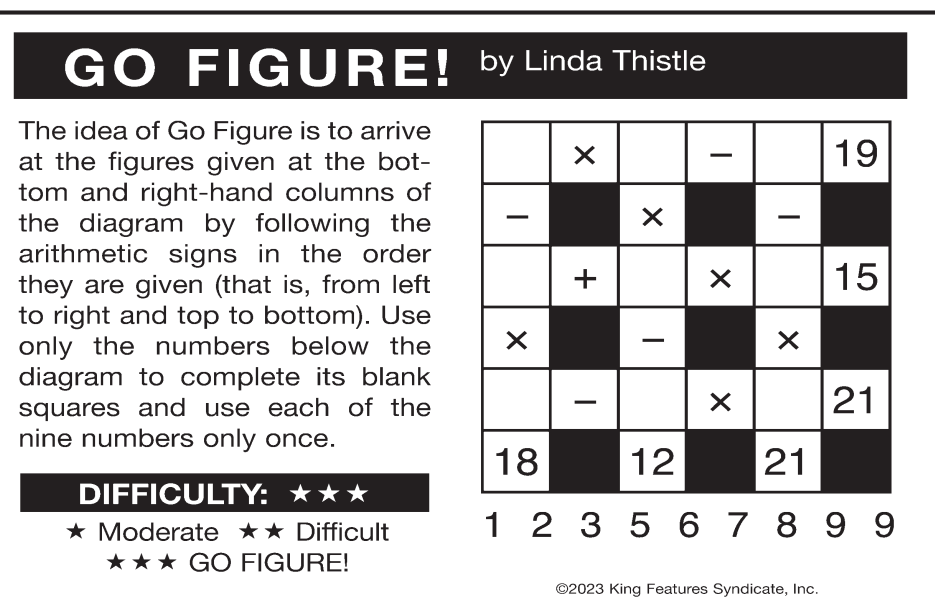 GO FIGURE! by Linda Thistle
The idea of Go Figure is to arrive
at the figures given at the bot-
tom and right-hand columns of
the diagram by following the
arithmetic signs in the order
they are given (that is, from left
to right and top to bottom). Use
only the numbers below the
diagram to complete its blank
squares and use each of the
nine numbers only once.
DIFFICULTY: ★ ★ ★
★ Moderate ★ ★ Difficult
★ ★ ★ GO FIGURE!
× – 19
– × –
+ × 15
× – ×
– × 21
18 12 21
1 2 3 5 6 7 8 9 9
©2023 King Features Syndicate, Inc.